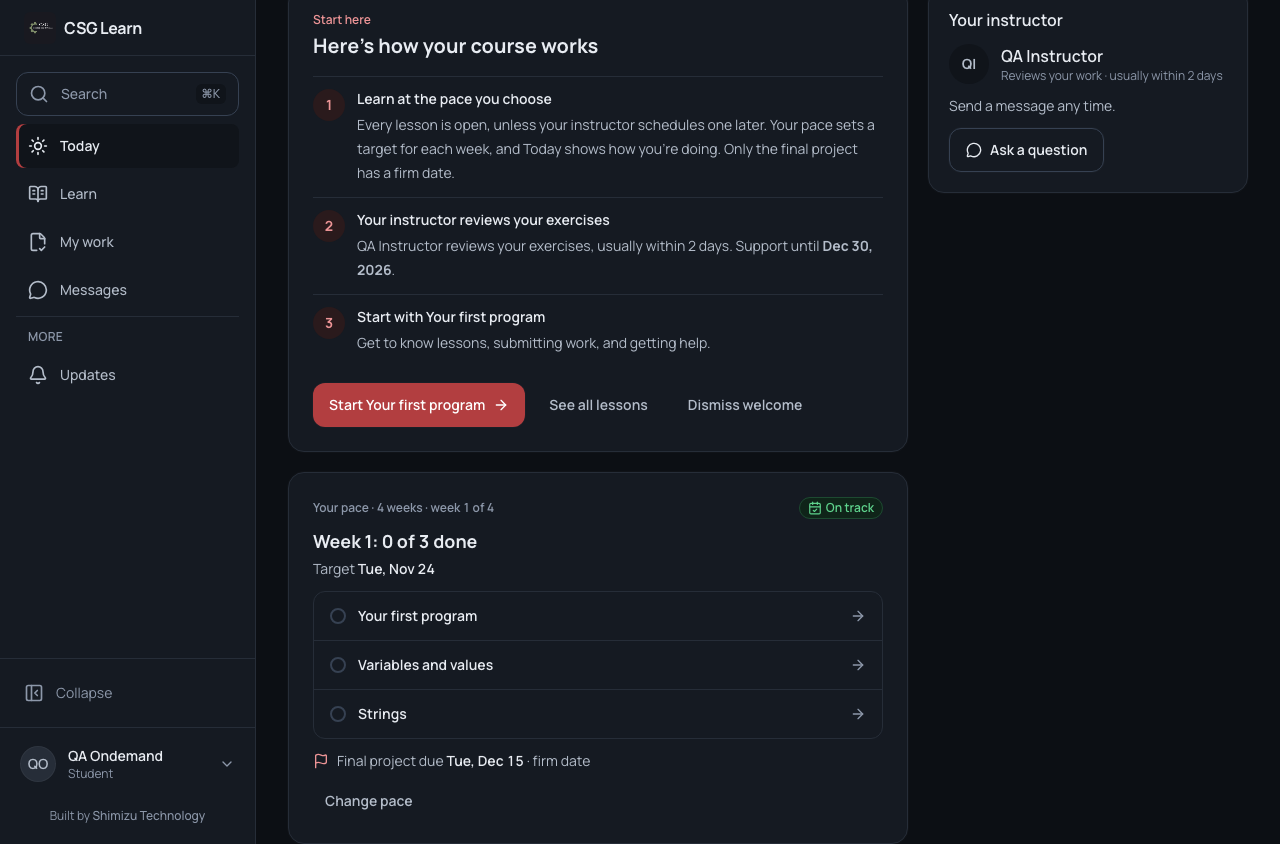 CSG Learn
Search
⌘K
Today
Learn
My work
Messages
MORE
Updates
Collapse
QO
QA Ondemand
Student
Built by Shimizu Technology
Start here
Here's how your course works
1
Learn at the pace you choose
Every lesson is open, unless your instructor schedules one later. Your pace sets a
target for each week, and Today shows how you're doing. Only the final project
has a firm date.
2
Your instructor reviews your exercises
QA Instructor reviews your exercises, usually within 2 days. Support until Dec 30,
2026.
3
Start with Your first program
Get to know lessons, submitting work, and getting help.
Start Your first program
See all lessons
Dismiss welcome
Your pace · 4 weeks · week 1 of 4
On track
Week 1: 0 of 3 done
Target Tue, Nov 24
Your first program
Variables and values
Strings
Final project due Tue, Dec 15 · firm date
Change pace
Your instructor
QI
QA Instructor
Reviews your work · usually within 2 days
Send a message any time.
Ask a question